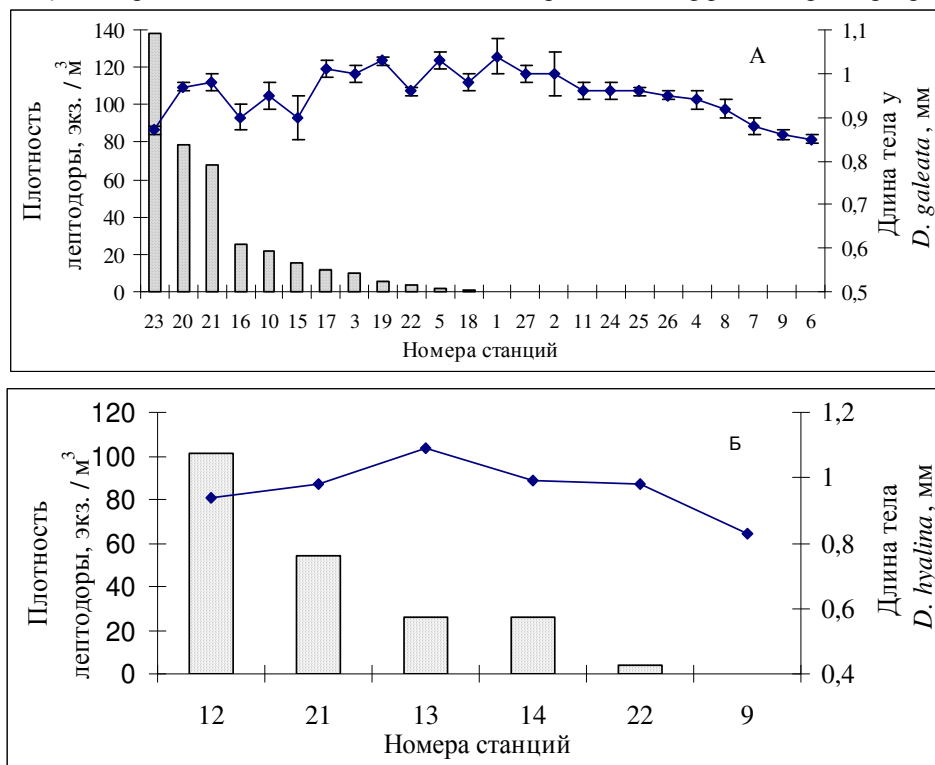 А
Плотность
лептодоры, экз. / м³
140
120
100
80
60
40
20
0
1,1
1
0,9
0,8
0,7
0,6
0,5
Длина тела у
D. galeata, мм
23 20 21 16 10 15 17 3 19 22 5 18 1 27 2 11 24 25 26 4 8 7 9 6
Номера станций
Б
Плотность
лептодоры, экз. / м³
120
100
80
60
40
20
0
1,2
1
0,8
0,6
0,4
Длина тела
D. hyalina, мм
12 21 13 14 22 9
Номера станций